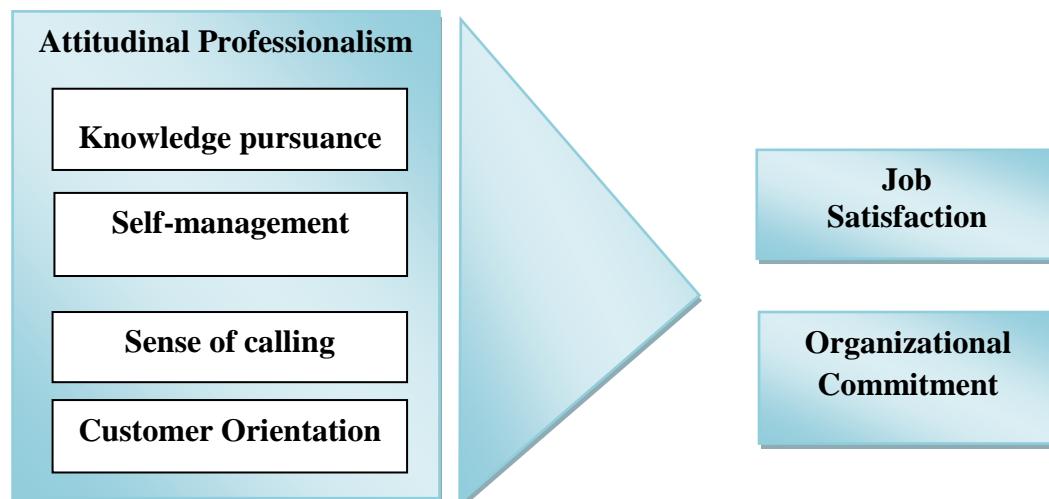 Attitudinal Professionalism
Knowledge pursuance
Self-management
Sense of calling
Customer Orientation
Job
Satisfaction
Organizational
Commitment